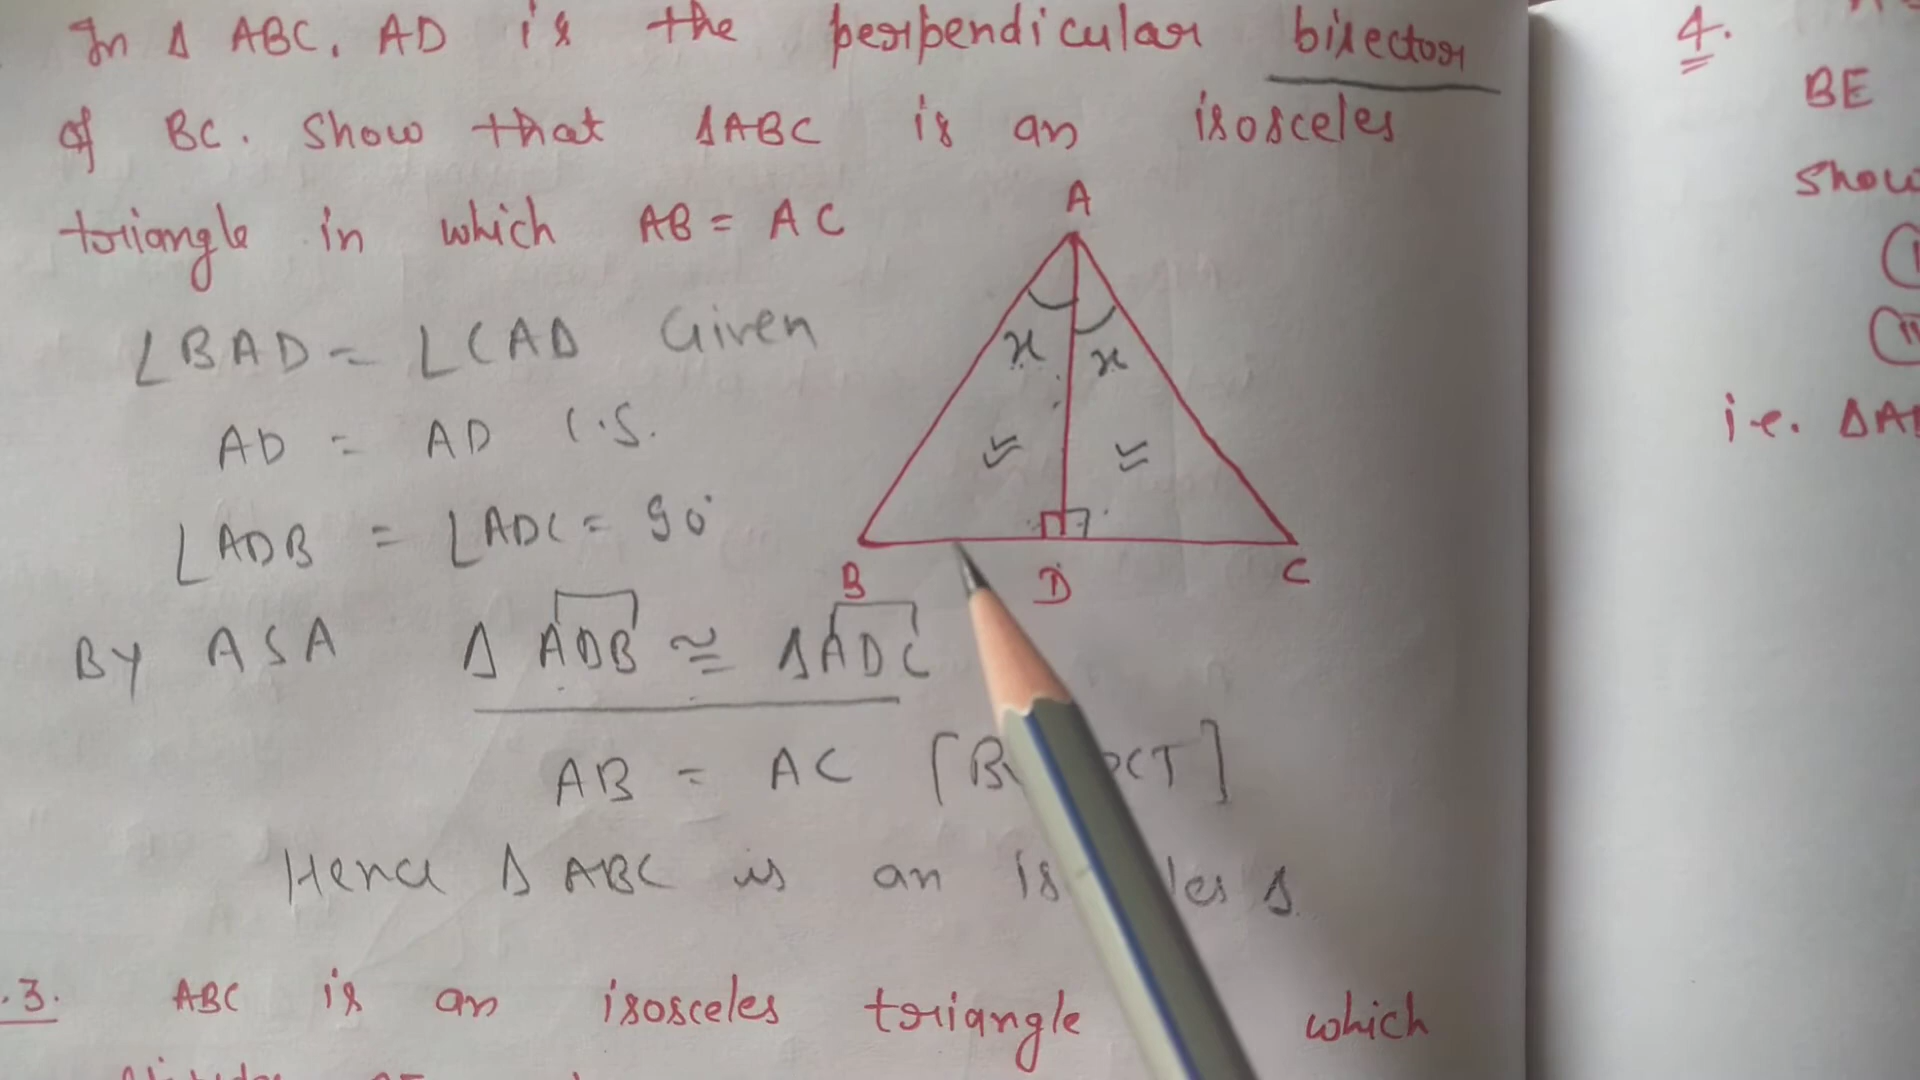 In Δ ABC, AD is the perpendicular bisector
of BC. Show that ΔABC is an isosceles
triangle in which AB = AC
A
x x
B D C
∠BAD = ∠CAD Given
AD = AD C.S.
∠ADB = ∠ADC = 90°
By ASA Δ ADB ≅ ΔADC
AB = AC
Hence Δ ABC is an Δ
.3. ABC is an isosceles triangle which
4.
BE
Show
i.e.